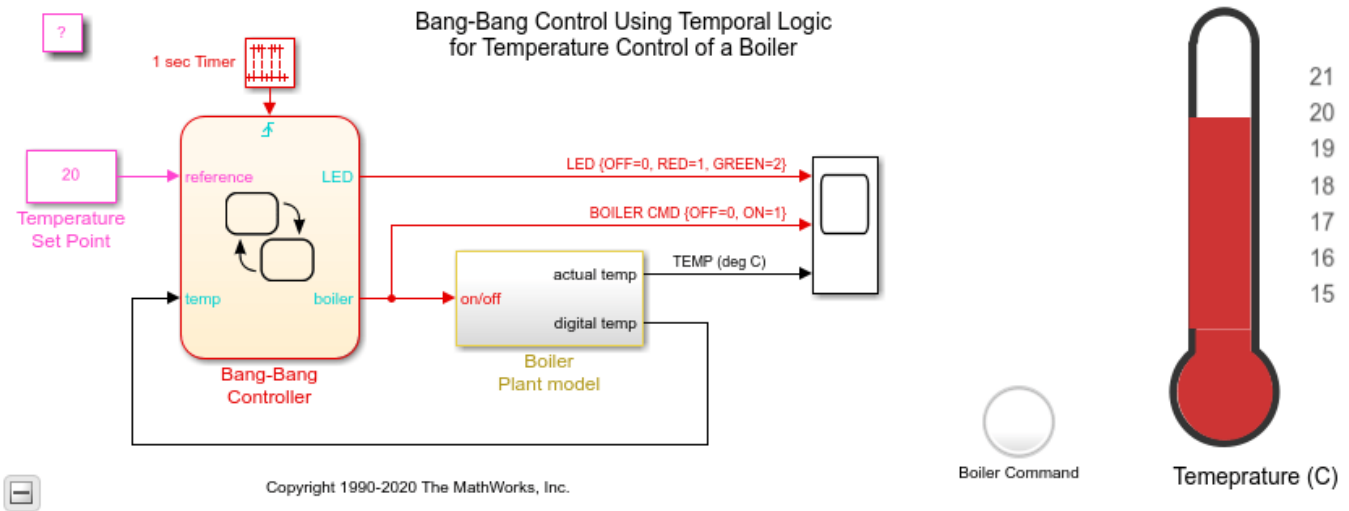 ?
Bang-Bang Control Using Temporal Logic
for Temperature Control of a Boiler
1 sec Timer
20
reference
LED
LED {OFF=0, RED=1, GREEN=2}
Temperature
Set Point
BOILER CMD {OFF=0, ON=1}
temp
boiler
on/off
actual temp
TEMP (deg C)
digital temp
Bang-Bang
Controller
Boiler
Plant model
21
20
19
18
17
16
15
Boiler Command
Temeprature (C)
Copyright 1990-2020 The MathWorks, Inc.